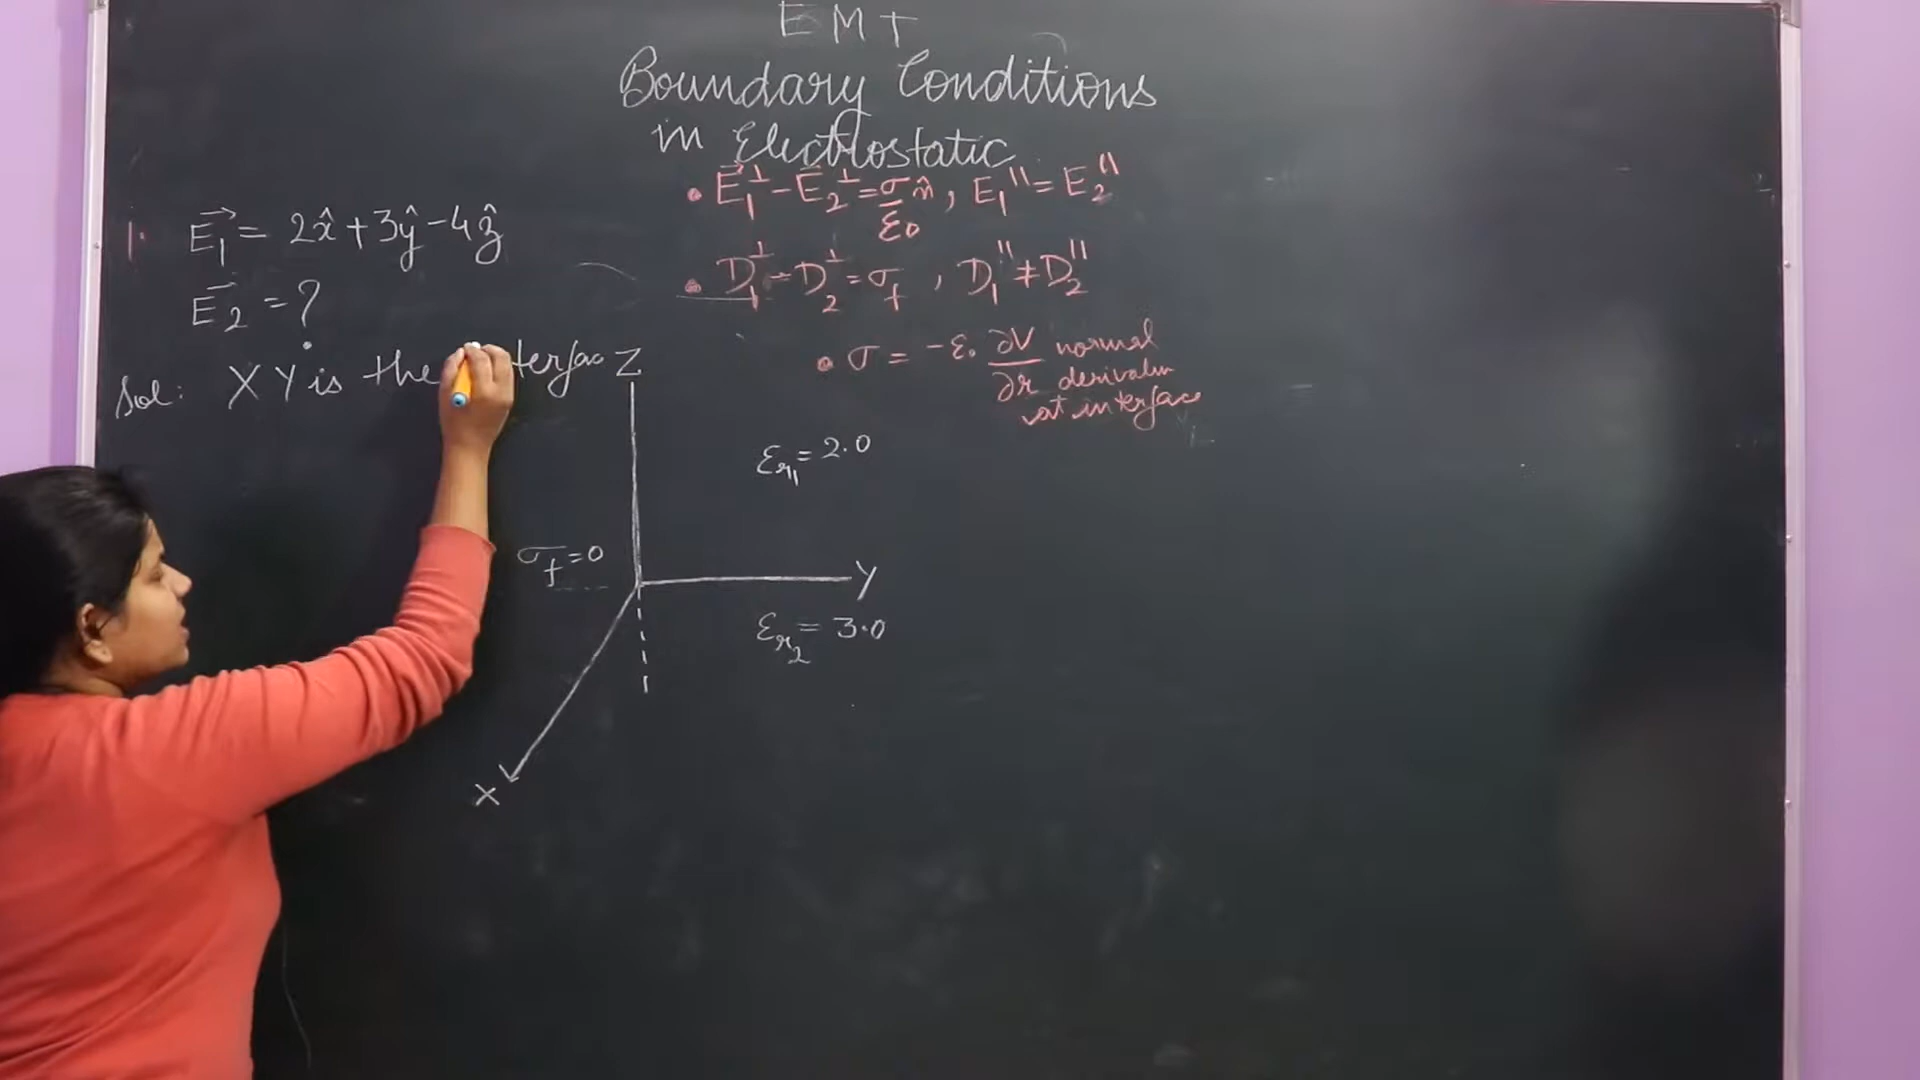 EMT
Boundary Conditions
in Electrostatic
• E₁^⊥ - E₂^⊥ = σ/ε₀ n̂, E₁^|| = E₂^||
• D₁^⊥ - D₂^⊥ = σf, D₁^|| ≠ D₂^||
• σ = -ε₀ ∂V/∂r normal
derivative
at interface
1. E₁ = 2x̂ + 3ŷ - 4ẑ
E₂ = ?
Sol: XY is the
Z
εr₁ = 2.0
σf = 0
Y
εr₂ = 3.0
X